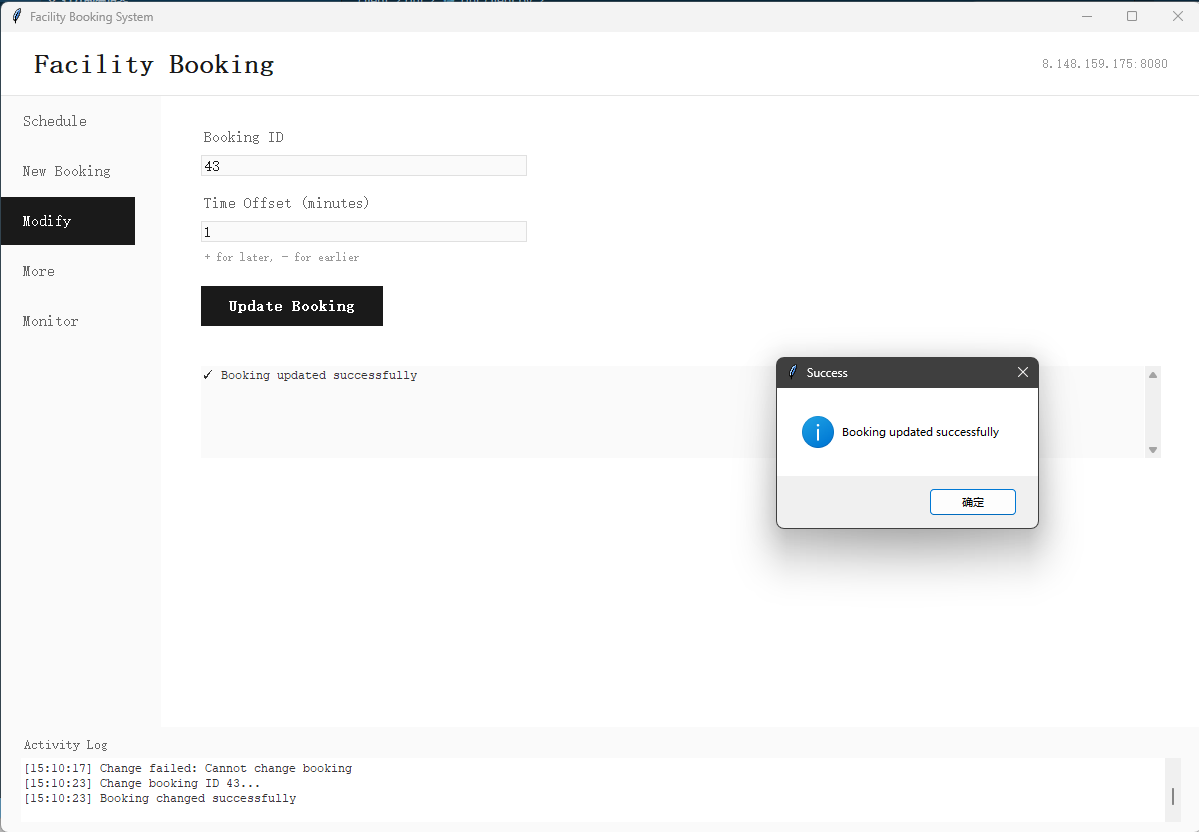 Facility Booking System
Facility Booking
8.148.159.175:8080
Schedule
New Booking
Modify
More
Monitor
Booking ID
43
Time Offset (minutes)
1
+ for later, - for earlier
Update Booking
✓ Booking updated successfully
Success
Booking updated successfully
确定
Activity Log
[15:10:17] Change failed: Cannot change booking
[15:10:23] Change booking ID 43...
[15:10:23] Booking changed successfully